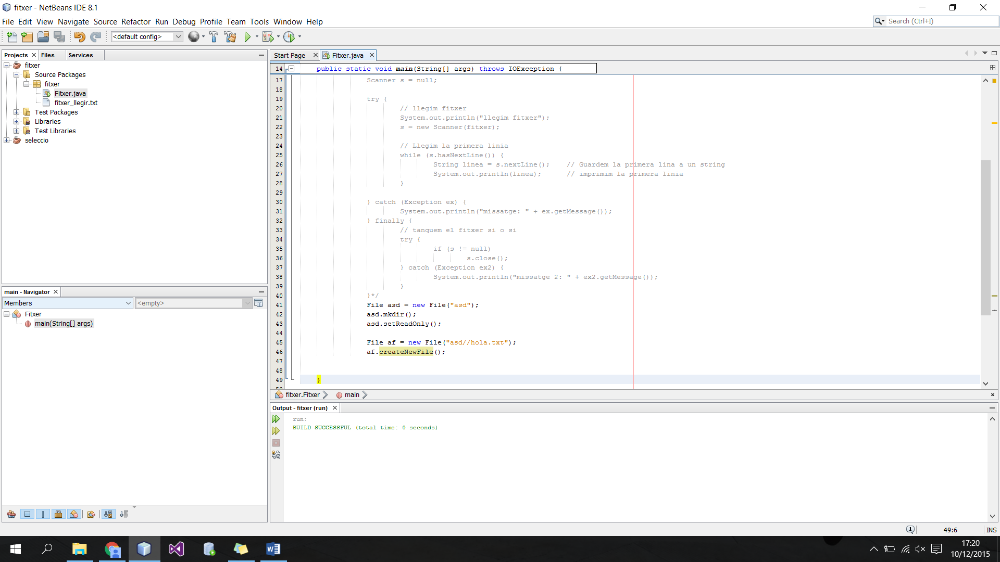 fitxer - NetBeans IDE 8.1
File Edit View Navigate Source Refactor Run Debug Profile Team Tools Window Help
Search (Ctrl+I)
<default config>
Projects Files Services
fitxer
Source Packages
fitxer
Fitxer.java
fitxer_llegir.txt
Test Packages
Libraries
Test Libraries
seleccio
main - Navigator
Members
<empty>
Fitxer
main(String[] args)
Start Page Fitxer.java
14 public static void main(String[] args) throws IOException {
17 Scanner s = null;
18
19 try {
20 // llegim fitxer
21 System.out.println("llegim fitxer");
22 s = new Scanner(fitxer);
23
24 // Llegim la primera linia
25 while (s.hasNextLine()) {
26 String linea = s.nextLine(); // Guardem la primera lina a un string
27 System.out.println(linea); // imprimim la primera linia
28 }
29
30 } catch (Exception ex) {
31 System.out.println("missatge: " + ex.getMessage());
32 } finally {
33 // tanquem el fitxer si o si
34 try {
35 if (s != null)
36 s.close();
37 } catch (Exception ex2) {
38 System.out.println("missatge 2: " + ex2.getMessage());
39 }
40 }*/
41 File asd = new File("asd");
42 asd.mkdir();
43 asd.setReadOnly();
44
45 File af = new File("asd//hola.txt");
46 af.createNewFile();
47
48
49 }
50
fitxer.Fitxer main
Output - fitxer (run)
run:
BUILD SUCCESSFUL (total time: 0 seconds)
1
49:6
INS
17:20
10/12/2015